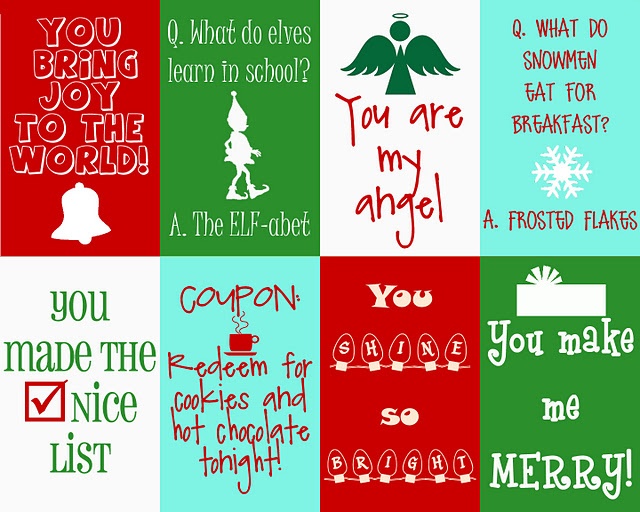 YOU
BRING
JOY
TO THE
WORLD!
Q. What do elves
learn in school?
A. The ELF-abet
You are
my
angel
Q. WHAT DO
SNOWMEN
EAT FOR
BREAKFAST?
A. FROSTED FLAKES
you
made the
Nice
List
COUPON:
Redeem for
cookies and
hot chocolate
tonight!
You
SHINE
so
BRIGHT
You make
me
MERRY!